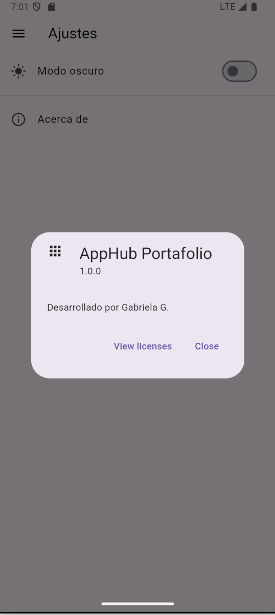 7:01
LTE
Ajustes
Modo oscuro
Acerca de
AppHub Portafolio
1.0.0
Desarrollado por Gabriela G.
View licenses
Close